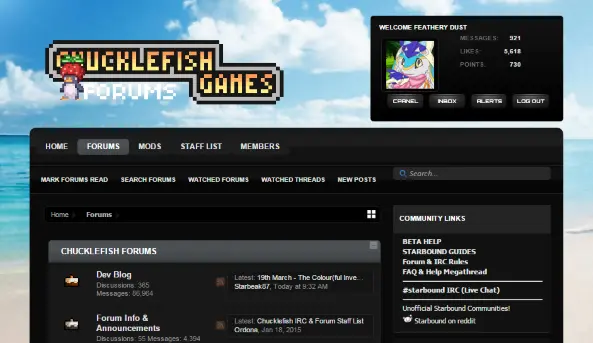 CHUCKLEFISH
GAMES
FORUMS
WELCOME FEATHERY DUST
MESSAGES: 921
LIKES: 5,618
POINTS: 730
CPANEL INBOX ALERTS LOG OUT
HOME FORUMS MODS STAFF LIST MEMBERS
MARK FORUMS READ SEARCH FORUMS WATCHED FORUMS WATCHED THREADS NEW POSTS
Search...
Home Forums
COMMUNITY LINKS
CHUCKLEFISH FORUMS
BETA HELP
STARBOUND GUIDES
Forum & IRC Rules
FAQ & Help Megathread
#starbound IRC (Live Chat)
Unofficial Starbound Communities!
Starbound on reddit
Dev Blog
Discussions: 365
Messages: 86,984
Latest: 19th March - The Colour(ful Inve...
Starbeak87, Today at 9:32 AM
Forum Info &
Announcements
Discussions: 55 Messages: 4,354
Latest: Chucklefish IRC & Forum Staff List
Ordona, Jan 18, 2015